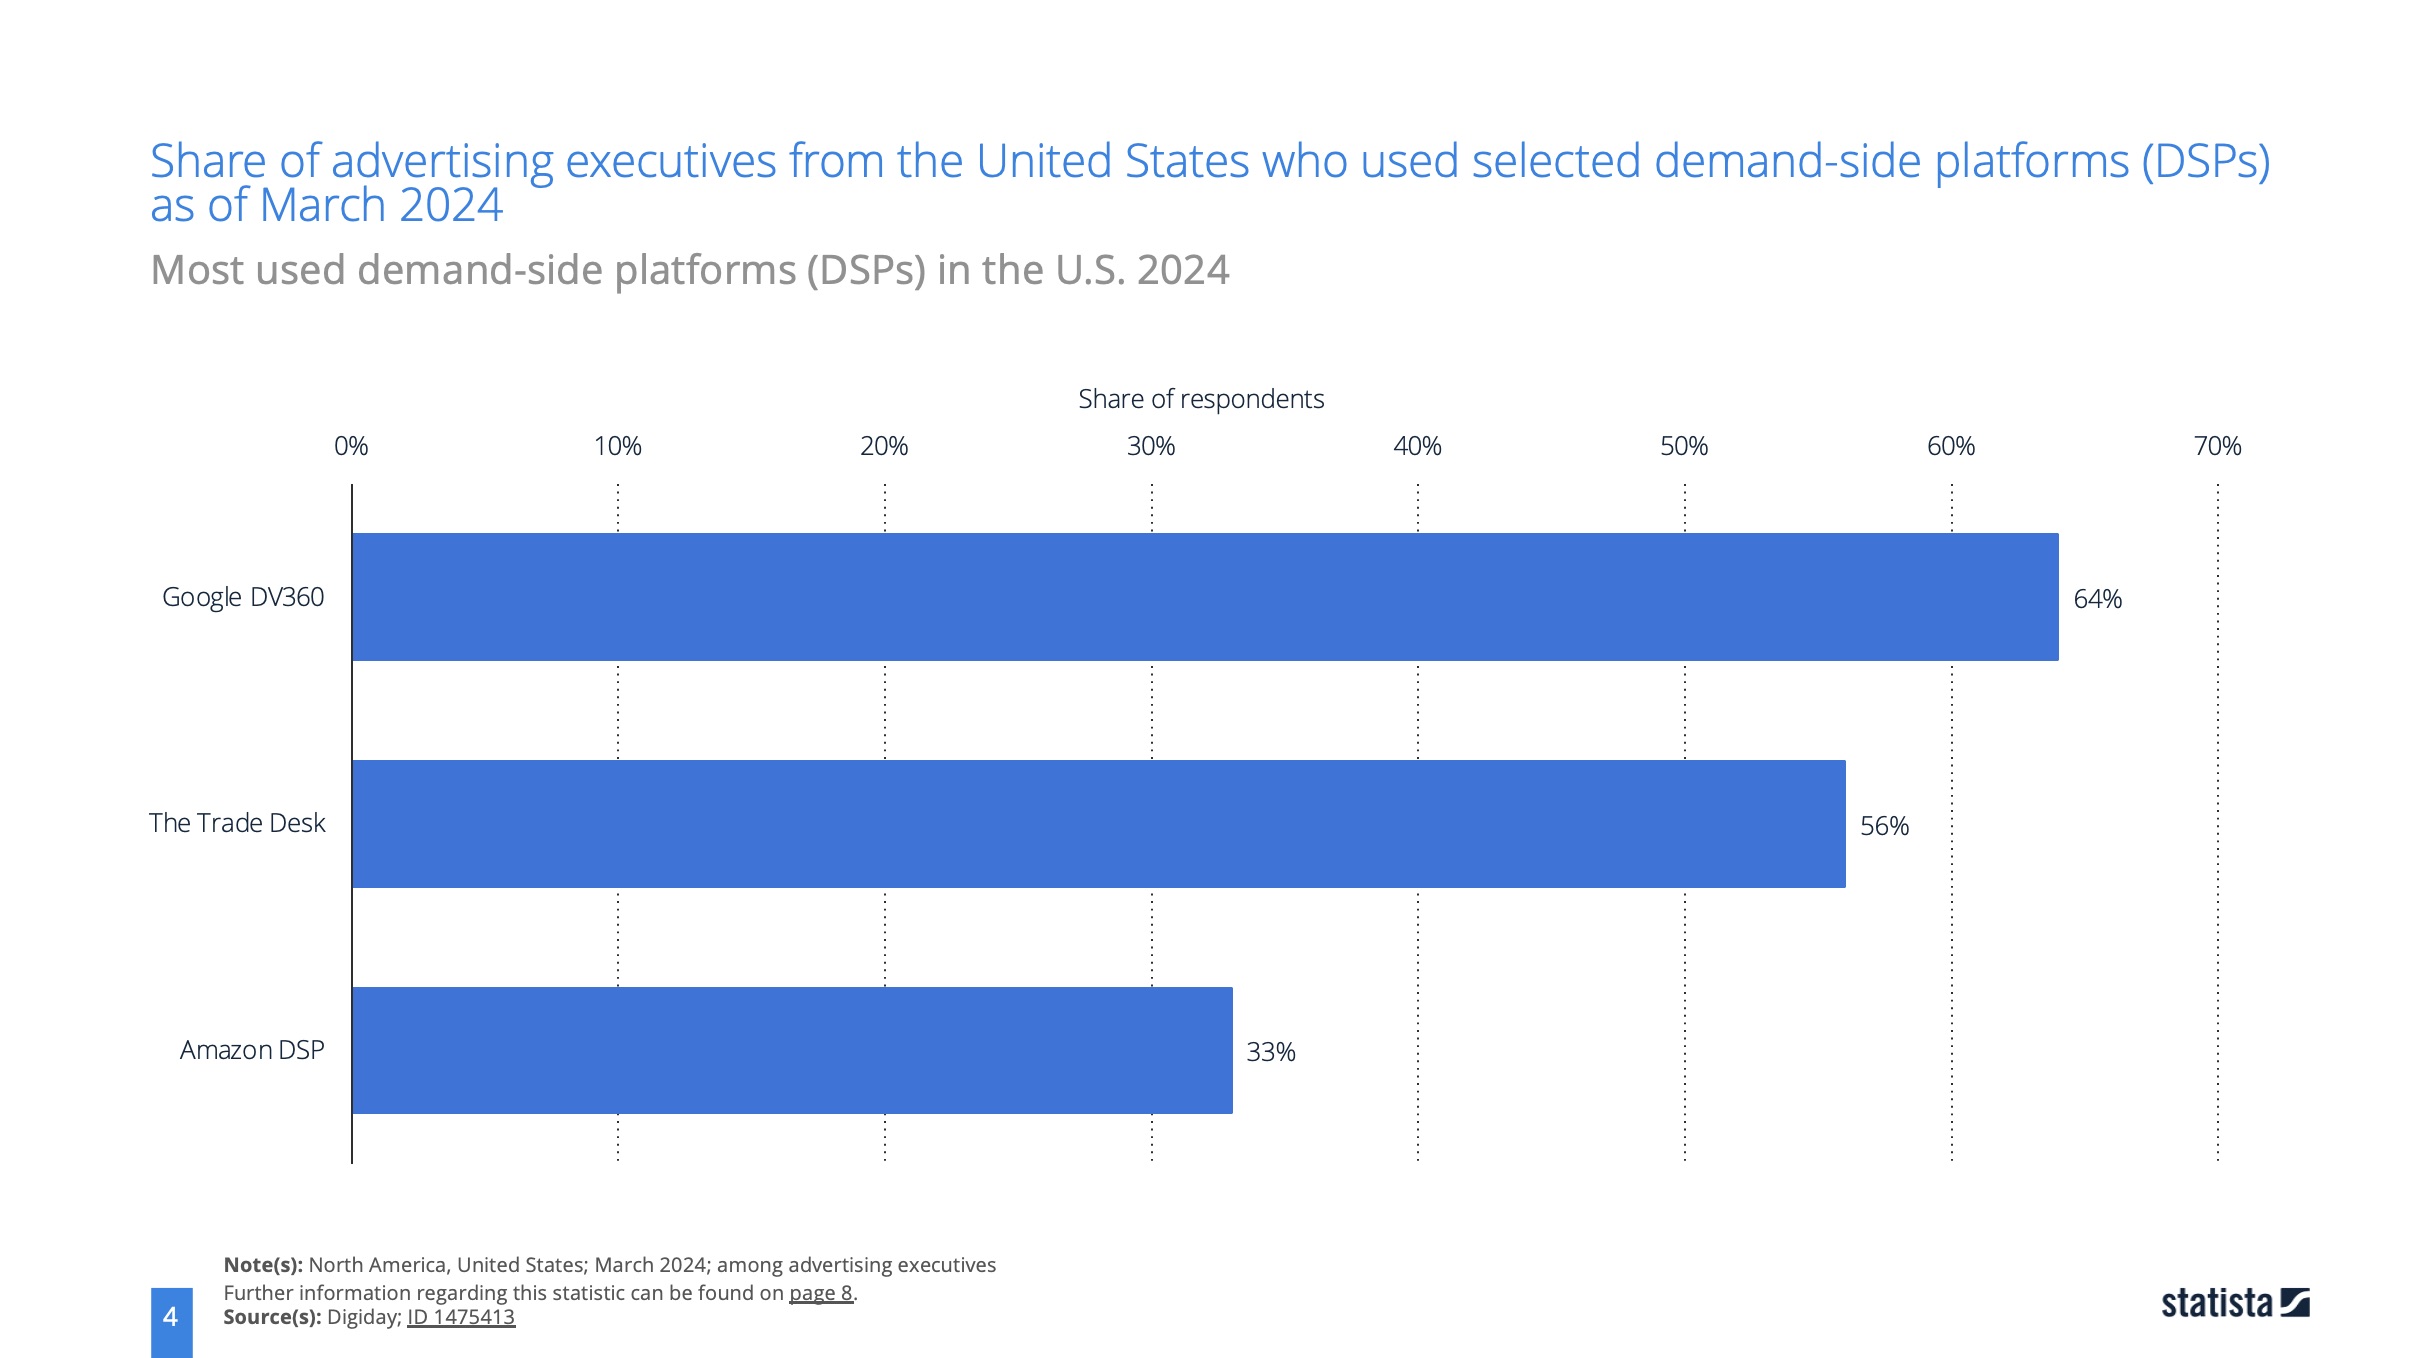 Share of advertising executives from the United States who used selected demand-side platforms (DSPs)
as of March 2024
Most used demand-side platforms (DSPs) in the U.S. 2024
Share of respondents
0% 10% 20% 30% 40% 50% 60% 70%
Google DV360 64%
The Trade Desk 56%
Amazon DSP 33%
Note(s): North America, United States; March 2024; among advertising executives
Further information regarding this statistic can be found on page 8.
Source(s): Digiday; ID 1475413
4
statista